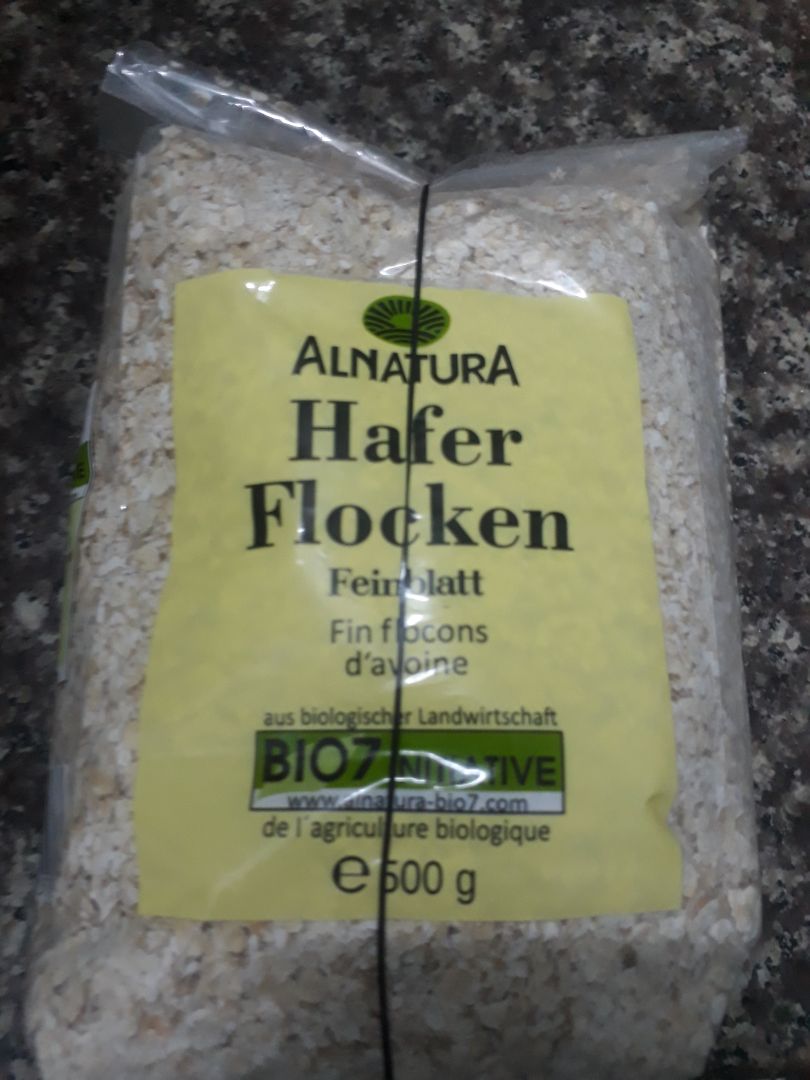 ALNATURA
Hafer
Flocken
Feinblatt
Fin flocons
d'avoine
aus biologischer Landwirtschaft
BIO7 INITIATIVE
www.alnatura-bio7.com
de l´agriculture biologique
℮ 500 g